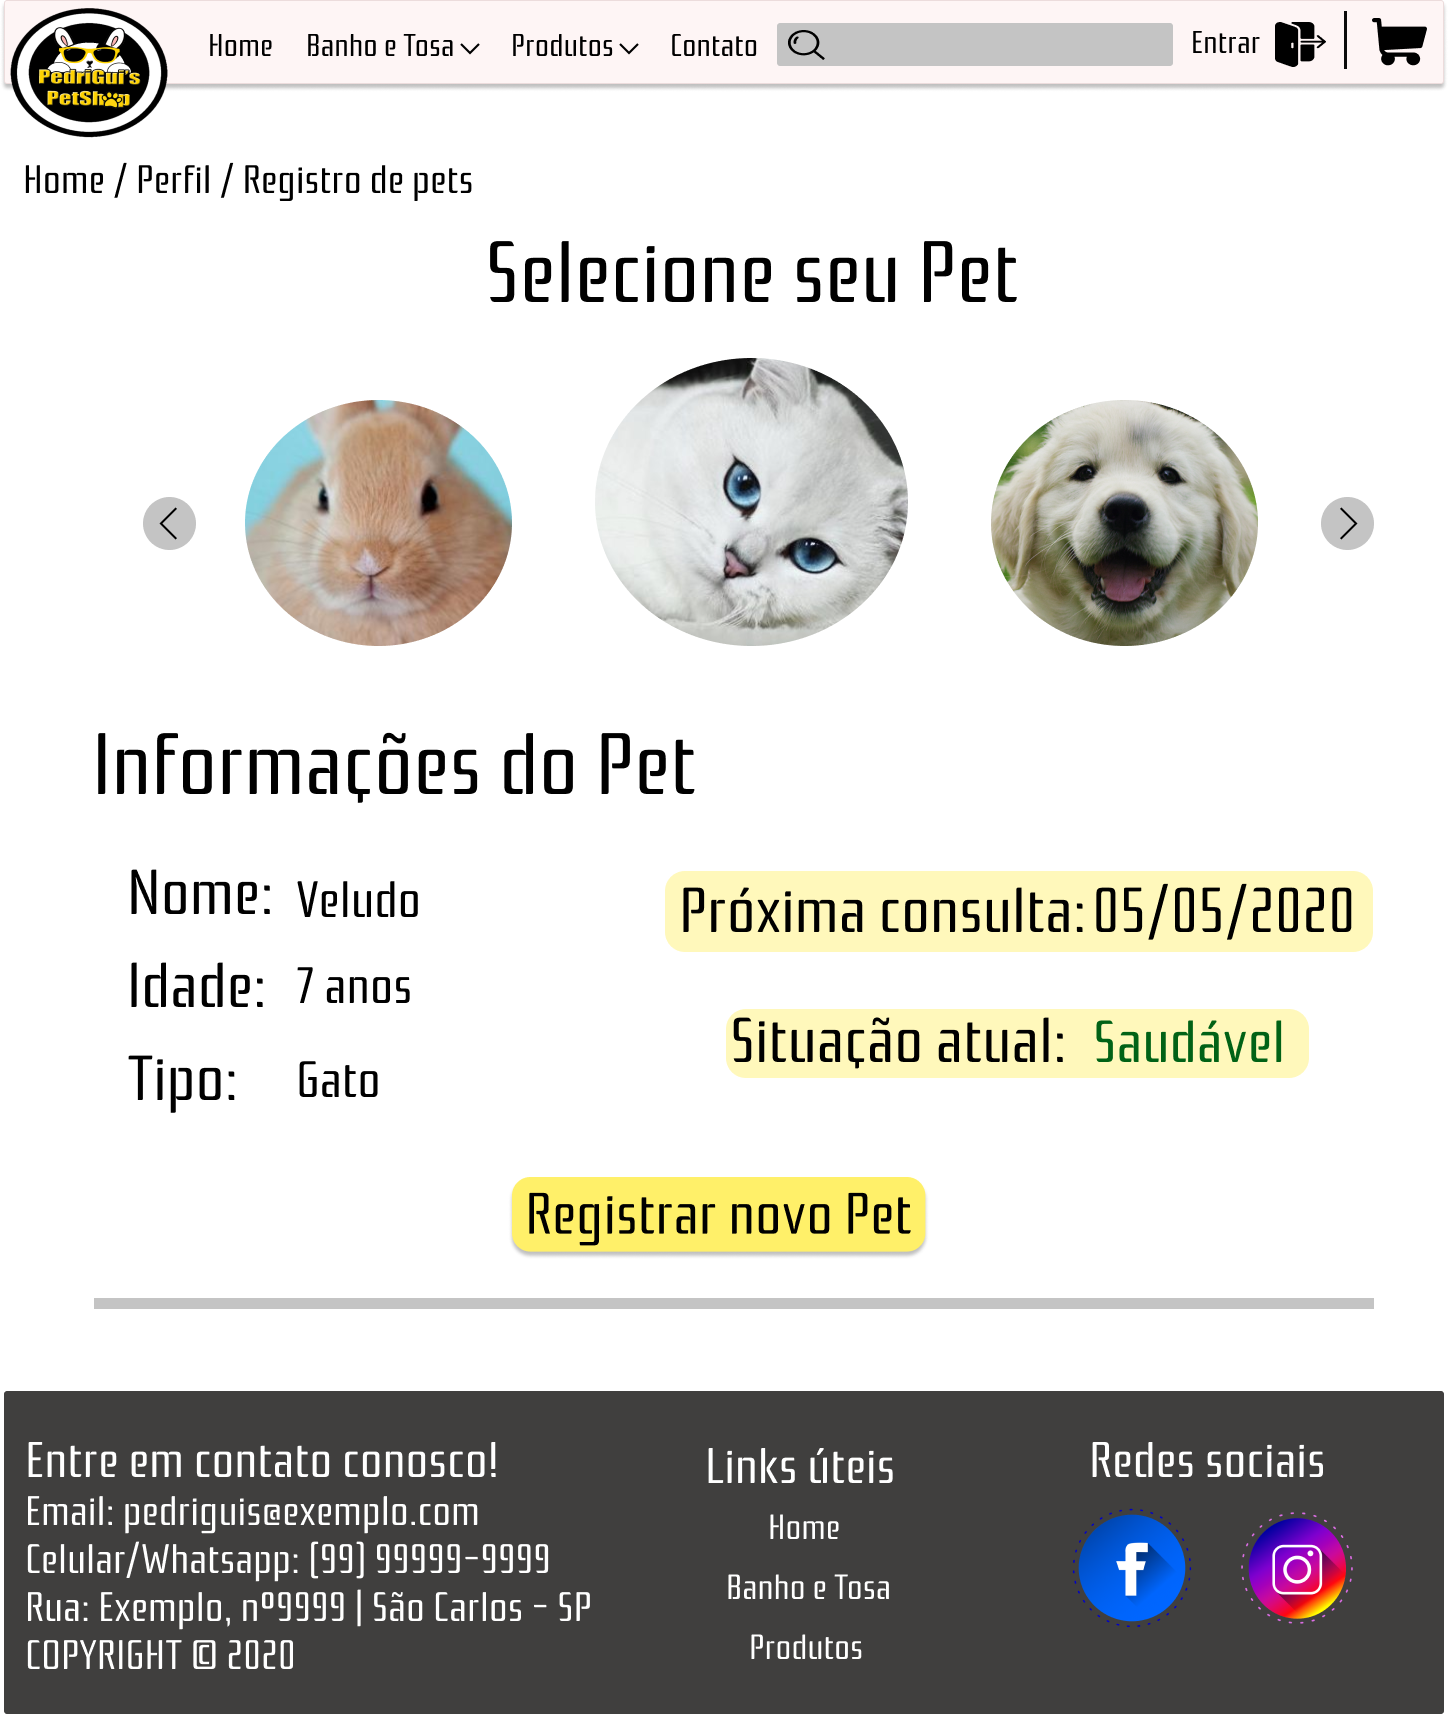 PedriGui's
PetShop
Home Banho e Tosa Produtos Contato Entrar
Home / Perfil / Registro de pets
Selecione seu Pet
Informações do Pet
Nome: Veludo
Idade: 7 anos
Tipo: Gato
Próxima consulta: 05/05/2020
Situação atual: Saudável
Registrar novo Pet
Entre em contato conosco!
Email: pedriguis@exemplo.com
Celular/Whatsapp: (99) 99999-9999
Rua: Exemplo, nº9999 | São Carlos - SP
COPYRIGHT © 2020
Links úteis
Home
Banho e Tosa
Produtos
Redes sociais